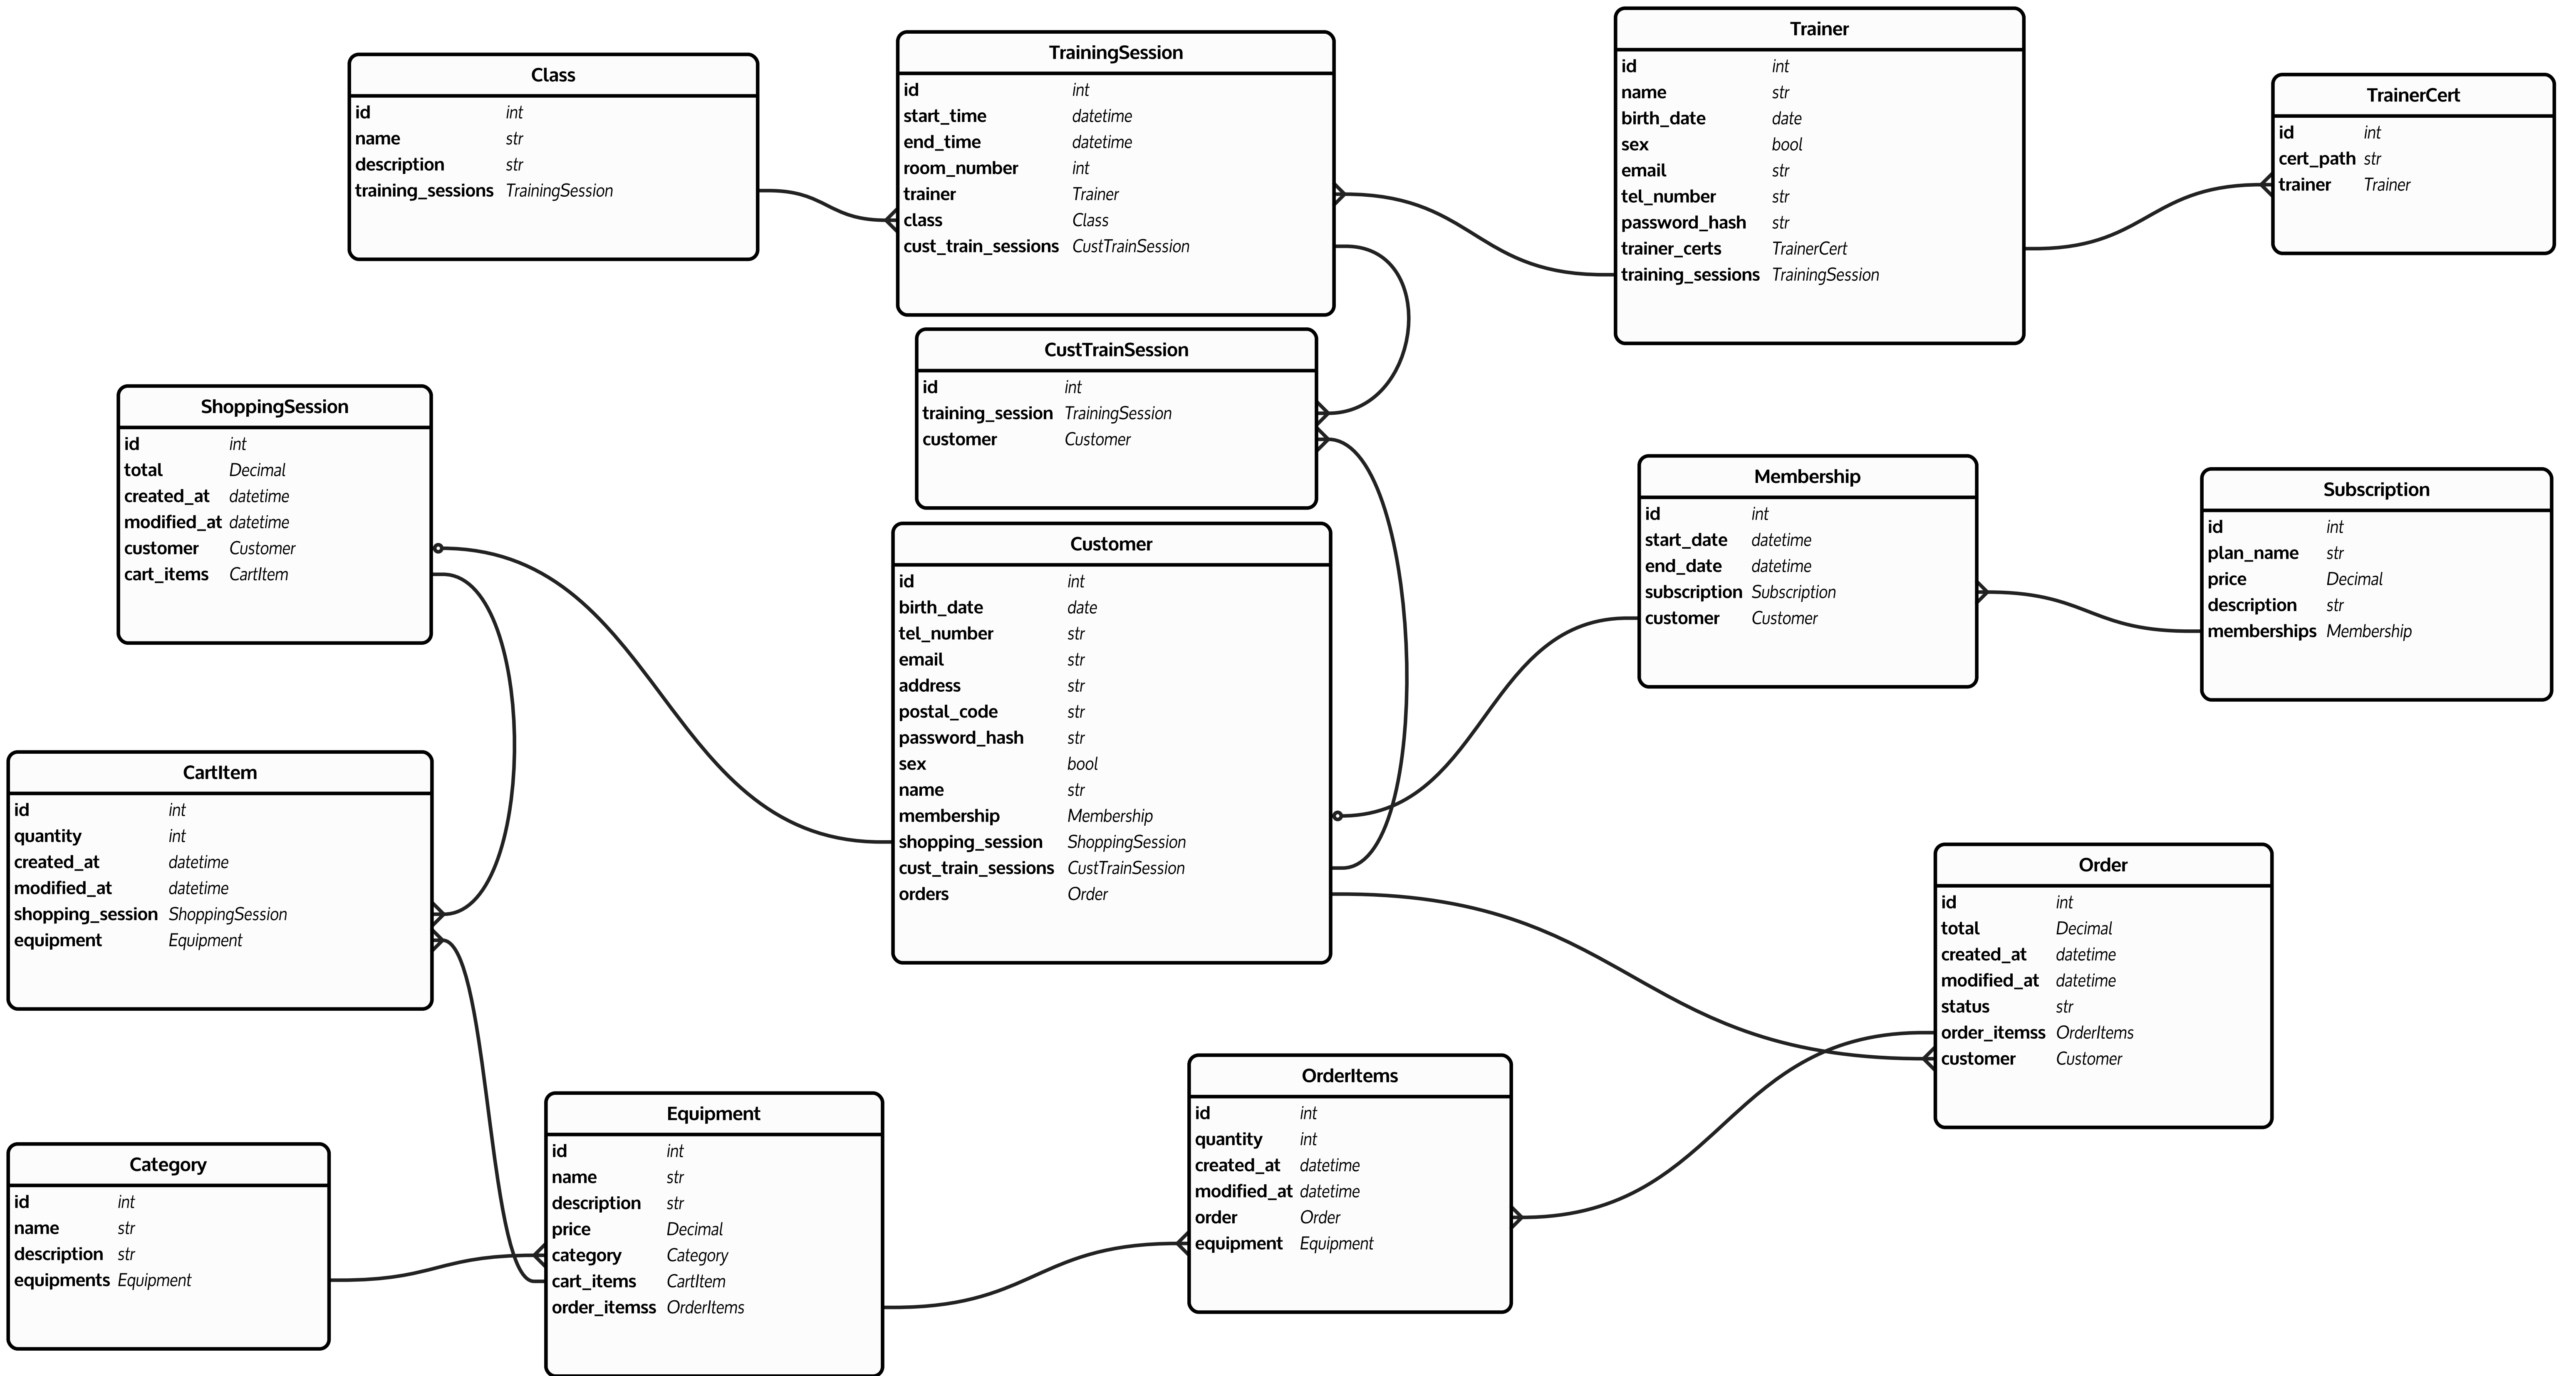 Class
id int
name str
description str
training_sessions TrainingSession
TrainingSession
id int
start_time datetime
end_time datetime
room_number int
trainer Trainer
class Class
cust_train_sessions CustTrainSession
Trainer
id int
name str
birth_date date
sex bool
email str
tel_number str
password_hash str
trainer_certs TrainerCert
training_sessions TrainingSession
TrainerCert
id int
cert_path str
trainer Trainer
CustTrainSession
id int
training_session TrainingSession
customer Customer
ShoppingSession
id int
total Decimal
created_at datetime
modified_at datetime
customer Customer
cart_items CartItem
Customer
id int
birth_date date
tel_number str
email str
address str
postal_code str
password_hash str
sex bool
name str
membership Membership
shopping_session ShoppingSession
cust_train_sessions CustTrainSession
orders Order
Membership
id int
start_date datetime
end_date datetime
subscription Subscription
customer Customer
Subscription
id int
plan_name str
price Decimal
description str
memberships Membership
CartItem
id int
quantity int
created_at datetime
modified_at datetime
shopping_session ShoppingSession
equipment Equipment
Order
id int
total Decimal
created_at datetime
modified_at datetime
status str
order_itemss OrderItems
customer Customer
Category
id int
name str
description str
equipments Equipment
Equipment
id int
name str
description str
price Decimal
category Category
cart_items CartItem
order_itemss OrderItems
OrderItems
id int
quantity int
created_at datetime
modified_at datetime
order Order
equipment Equipment